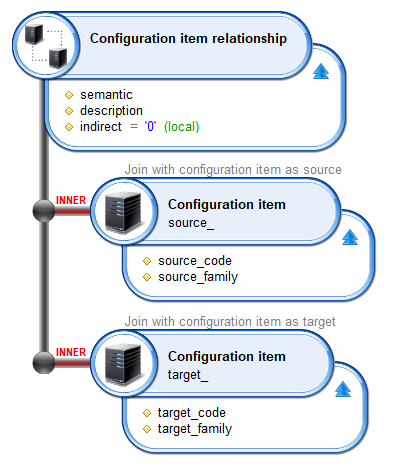 Configuration item relationship
semantic
description
indirect = '0' (local)
Join with configuration item as source
INNER
Configuration item
source_
source_code
source_family
Join with configuration item as target
INNER
Configuration item
target_
target_code
target_family